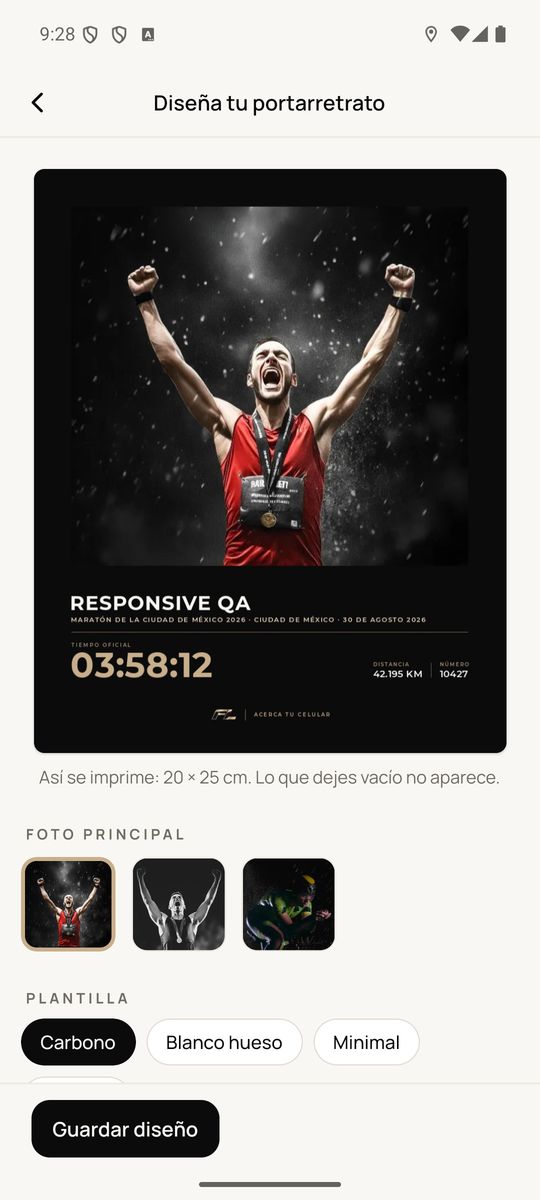 9:28
Diseña tu portarretrato
RESPONSIVE QA
MARATÓN DE LA CIUDAD DE MÉXICO 2026 · CIUDAD DE MÉXICO · 30 DE AGOSTO 2026
TIEMPO OFICIAL
03:58:12
DISTANCIA
42.195 KM
NÚMERO
10427
ACERCA TU CELULAR
Así se imprime: 20 × 25 cm. Lo que dejes vacío no aparece.
FOTO PRINCIPAL
PLANTILLA
Carbono
Blanco hueso
Minimal
Guardar diseño